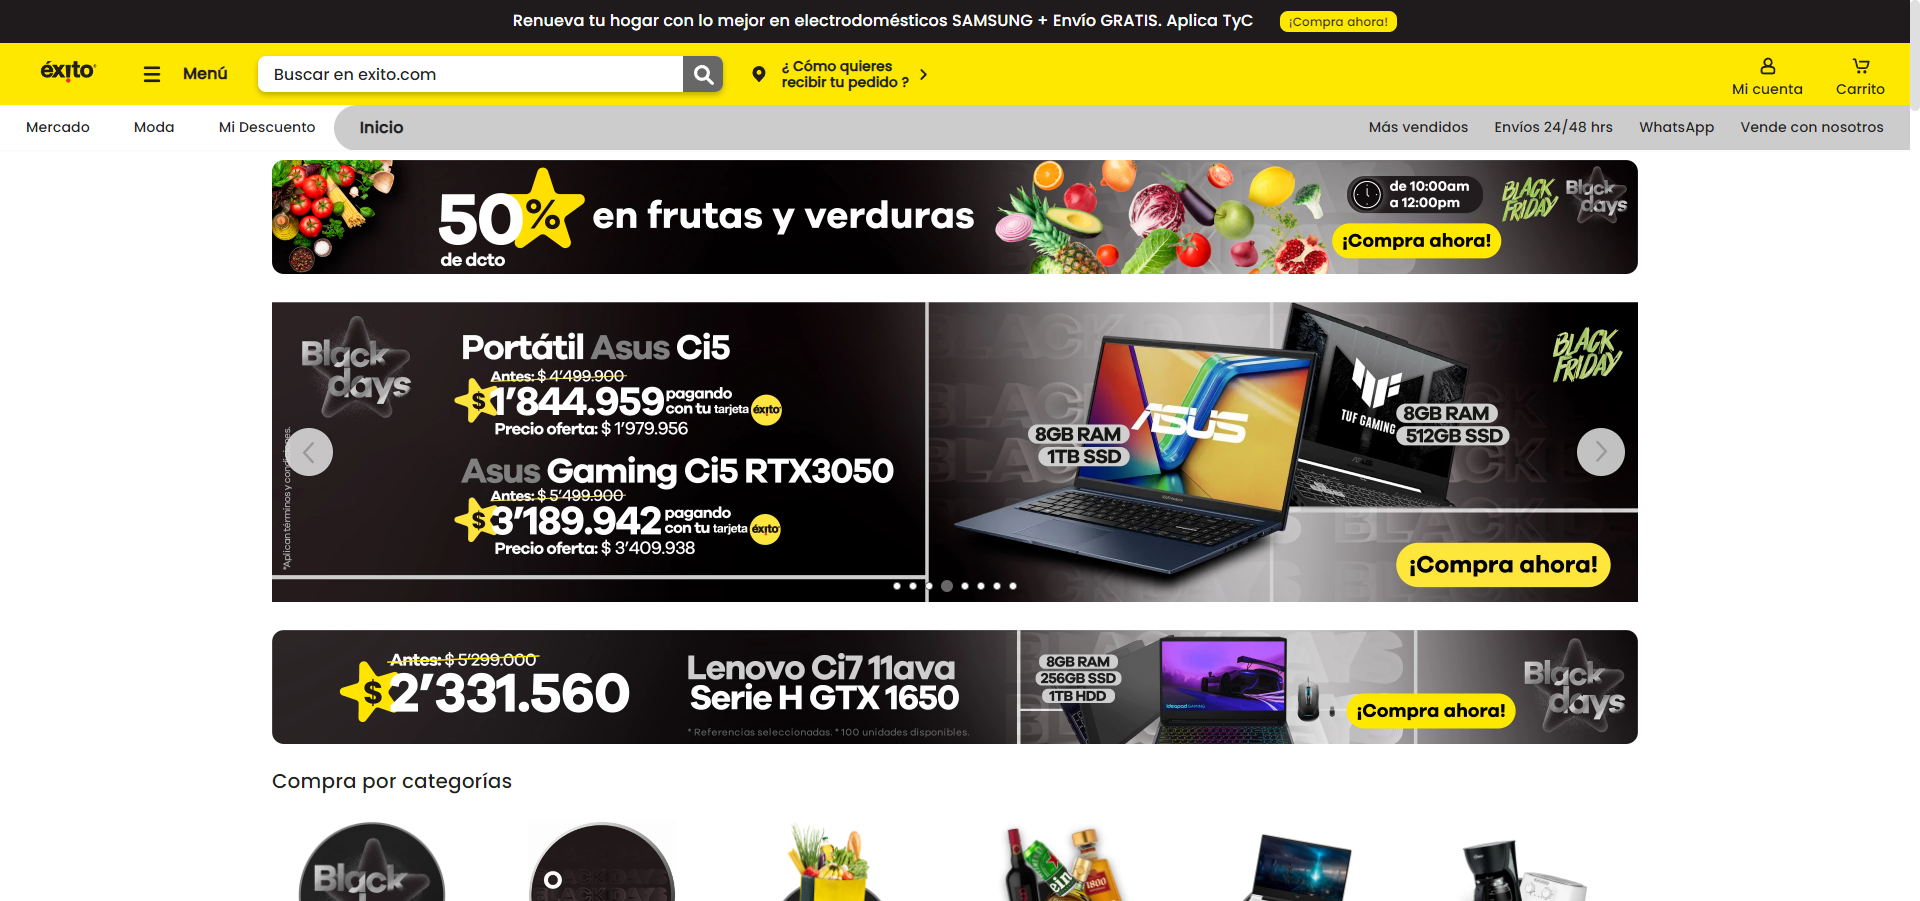 Renueva tu hogar con lo mejor en electrodomésticos SAMSUNG + Envío GRATIS. Aplica TyC ¡Compra ahora!
éxito
Menú
Buscar en exito.com
¿ Cómo quieres
recibir tu pedido ?
Mi cuenta
Carrito
Mercado
Moda
Mi Descuento
Inicio
Más vendidos
Envíos 24/48 hrs
WhatsApp
Vende con nosotros
50%
de dcto
en frutas y verduras
de 10:00am
a 12:00pm
¡Compra ahora!
BLACK
FRIDAY
Black
days
Black
days
Portátil Asus Ci5
Antes: $ 4'499.900
$ 1'844.959
pagando
con tu tarjeta éxito
Precio oferta: $ 1'979.956
Asus Gaming Ci5 RTX3050
Antes: $ 5'499.900
$ 3'189.942
pagando
con tu tarjeta éxito
Precio oferta: $ 3'409.938
*Aplican términos y condiciones.
8GB RAM
1TB SSD
ASUS
TUF GAMING
8GB RAM
512GB SSD
BLACK
FRIDAY
¡Compra ahora!
Antes: $ 5'299.000
$ 2'331.560
Lenovo Ci7 11ava
Serie H GTX 1650
* Referencias seleccionadas. * 100 unidades disponibles.
8GB RAM
256GB SSD
1TB HDD
ideapad GAMING
¡Compra ahora!
Black
days
Compra por categorías
Black
1800